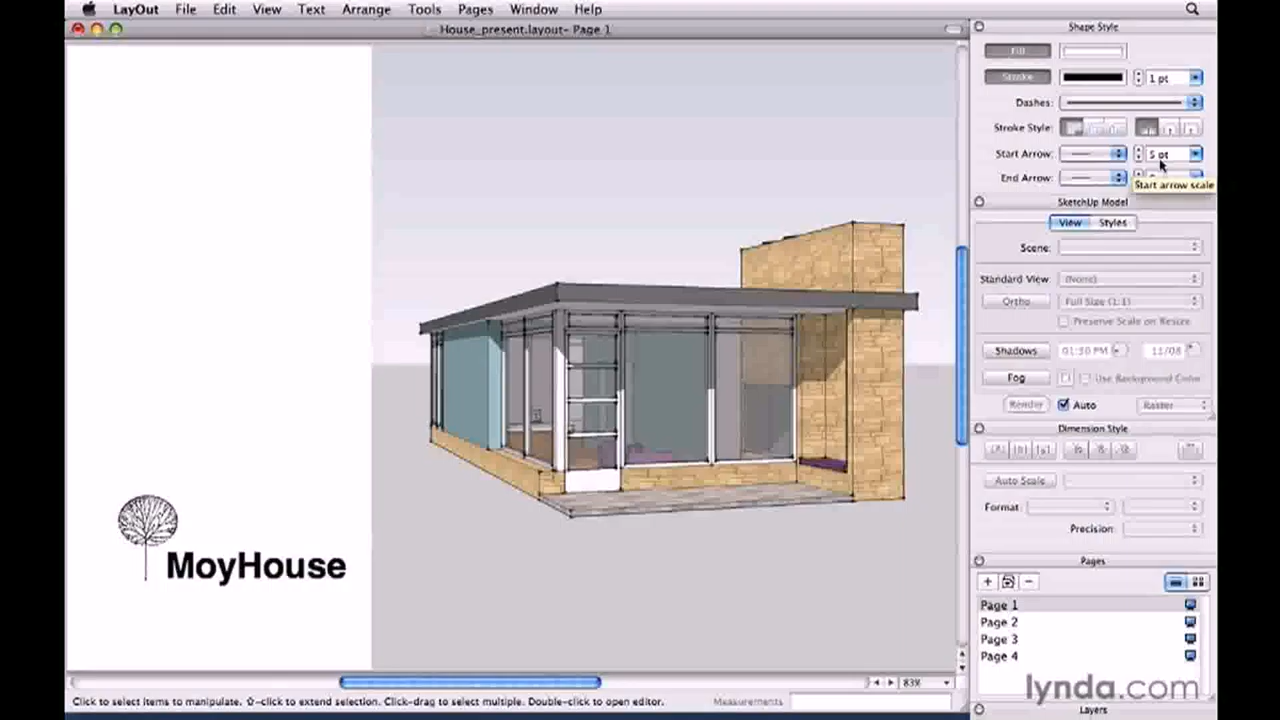 LayOut File Edit View Text Arrange Tools Pages Window Help
House_present.layout- Page 1
Shape Style
Fill
Stroke 1 pt
Dashes:
Stroke Style:
Start Arrow: 5 pt
End Arrow:
Start arrow scale
SketchUp Model
View Styles
Scene:
Standard View: (None)
Ortho Full Size (1:1)
Preserve Scale on Resize
Shadows 01:30 PM 11/08
Fog Use Background Color
Render Auto Raster
Dimension Style
Auto Scale
Format:
Precision:
Pages
Page 1
Page 2
Page 3
Page 4
Layers
MoyHouse
83%
Click to select items to manipulate. ⇧-click to extend selection. Click-drag to select multiple. Double-click to open editor.
Measurements
lynda.com